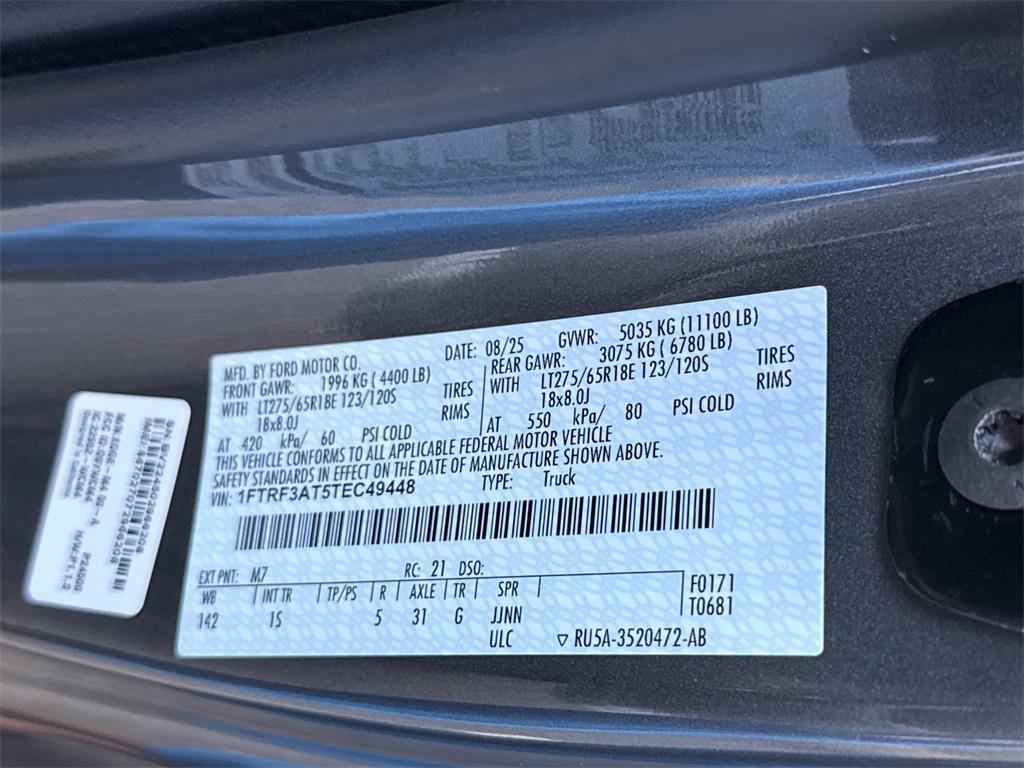 MFD. BY FORD MOTOR CO.
DATE: 08/25 GVWR: 5035 KG (11100 LB)
FRONT GAWR: 1996 KG ( 4400 LB)
REAR GAWR: 3075 KG ( 6780 LB)
WITH LT275/65R18E 123/120S TIRES
18x8.0J RIMS
WITH LT275/65R18E 123/120S TIRES
18x8.0J RIMS
AT 420 kPa/ 60 PSI COLD
AT 550 kPa/ 80 PSI COLD
THIS VEHICLE CONFORMS TO ALL APPLICABLE FEDERAL MOTOR VEHICLE
SAFETY STANDARDS IN EFFECT ON THE DATE OF MANUFACTURE SHOWN ABOVE.
VIN: 1FTRF3AT5TEC49448 TYPE: Truck
EXT PNT: M7 RC: 21 DSO:
WB INT TR TP/PS R AXLE TR SPR
142 1S 5 31 G JJNN
F0171
T0681
ULC RU5A-3520472-AB